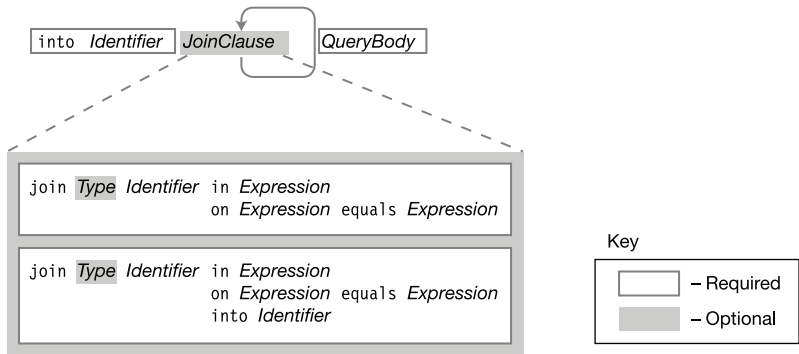 into Identifier JoinClause QueryBody
join Type Identifier in Expression
on Expression equals Expression
join Type Identifier in Expression
on Expression equals Expression
into Identifier
Key
– Required
– Optional